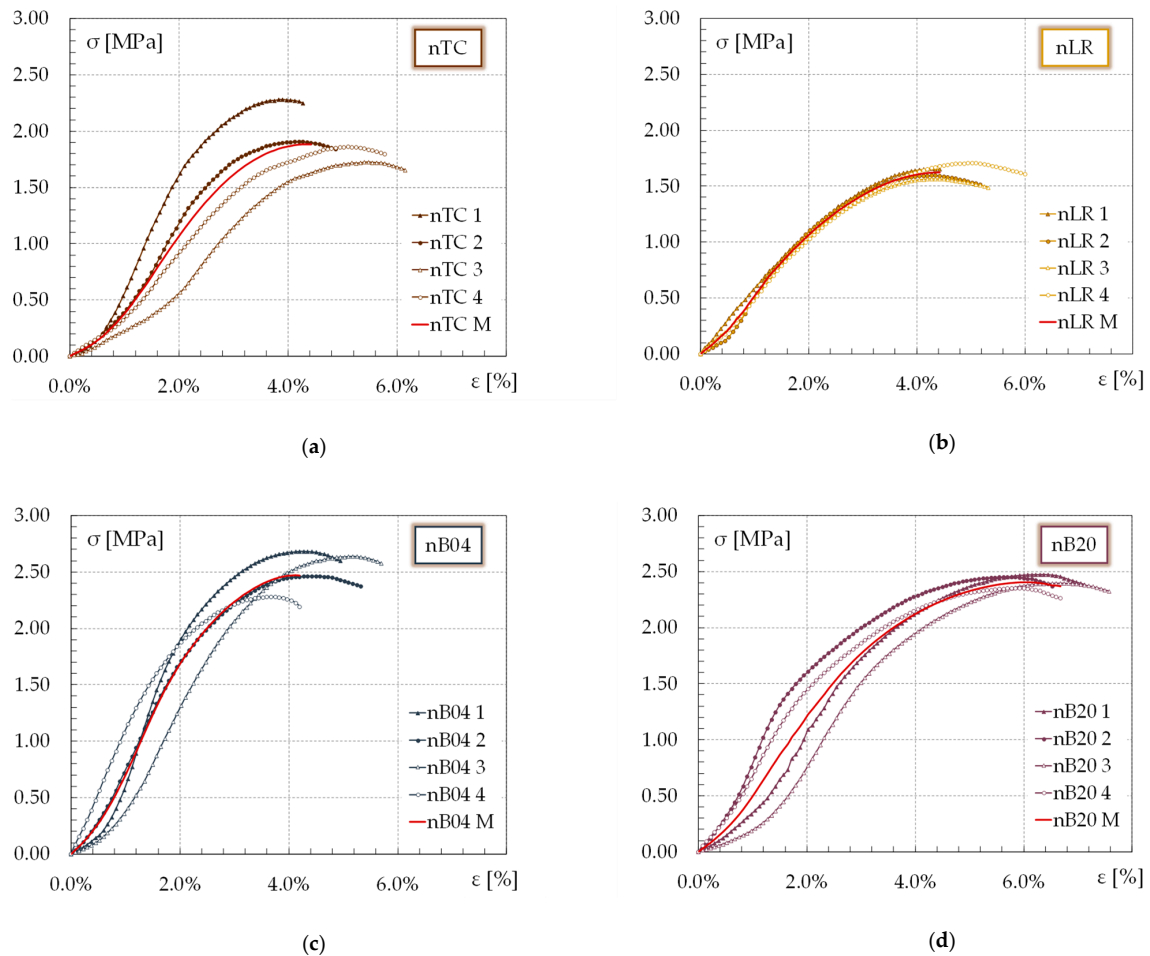 3.00
σ [MPa]
nTC
2.50
2.00
1.50
1.00
0.50
0.00
nTC 1
nTC 2
nTC 3
nTC 4
nTC M
0.0%
2.0%
4.0%
6.0%
ε [%]
(a)
3.00
σ [MPa]
nLR
2.50
2.00
1.50
1.00
0.50
0.00
nLR 1
nLR 2
nLR 3
nLR 4
nLR M
0.0%
2.0%
4.0%
6.0%
ε [%]
(b)
3.00
σ [MPa]
nB04
2.50
2.00
1.50
1.00
0.50
0.00
nB04 1
nB04 2
nB04 3
nB04 4
nB04 M
0.0%
2.0%
4.0%
6.0%
ε [%]
(c)
3.00
σ [MPa]
nB20
2.50
2.00
1.50
1.00
0.50
0.00
nB20 1
nB20 2
nB20 3
nB20 4
nB20 M
0.0%
2.0%
4.0%
6.0%
ε [%]
(d)